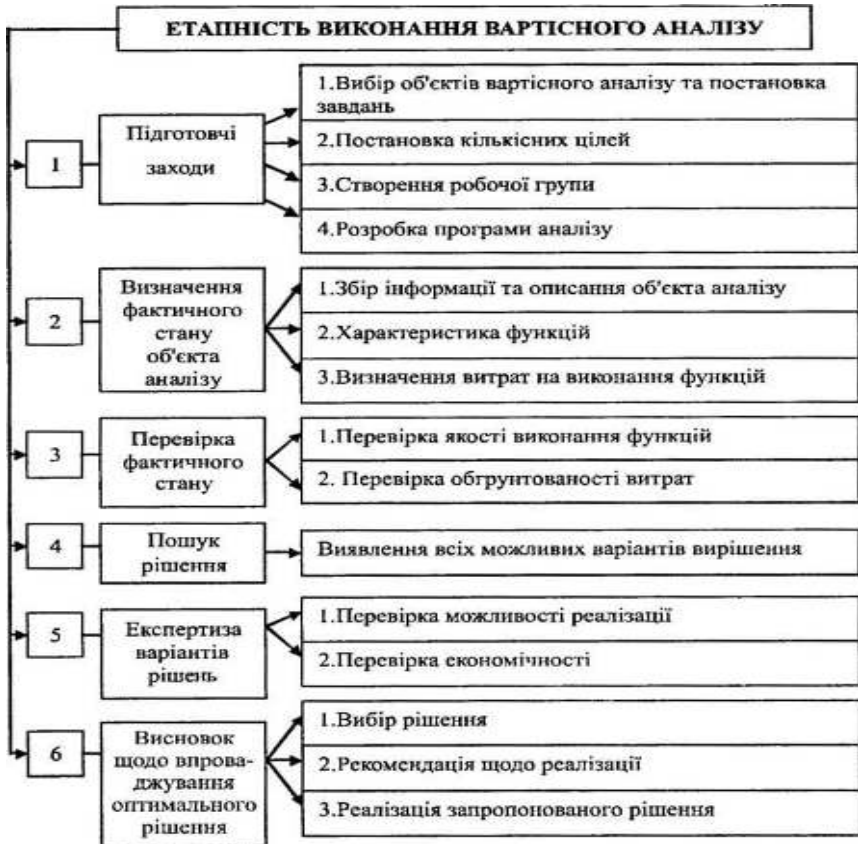 ЕТАПНІСТЬ ВИКОНАННЯ ВАРТІСНОГО АНАЛІЗУ
1
Підготовчі
заходи
1.Вибір об'єктів вартісного аналізу та постановка
завдань
2.Постановка кількісних цілей
3.Створення робочої групи
4.Розробка програми аналізу
2
Визначення
фактичного
стану
об'єкта
аналізу
1.Збір інформації та описання об'єкта аналізу
2.Характеристика функцій
3.Визначення витрат на виконання функцій
3
Перевірка
фактичного
стану
1.Перевірка якості виконання функцій
2. Перевірка обгрунтованості витрат
4
Пошук
рішення
Виявлення всіх можливих варіантів вирішення
5
Експертиза
варіантів
рішень
1.Перевірка можливості реалізації
2.Перевірка економічності
6
Висновок
щодо впрова-
джування
оптимального
рішення
1.Вибір рішення
2.Рекомендація щодо реалізації
3.Реалізація запропонованого рішення